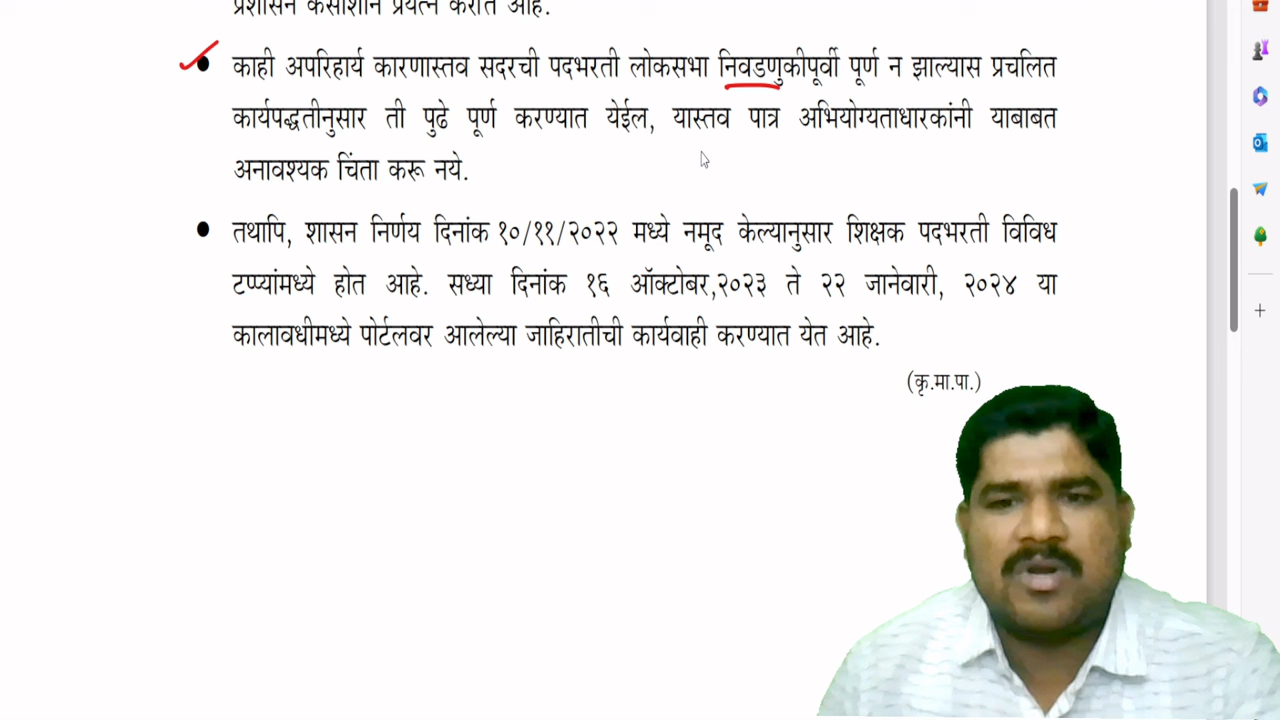 प्रशासन कसोशीने प्रयत्न करीत आहे.
काही अपरिहार्य कारणास्तव सदरची पदभरती लोकसभा निवडणुकीपूर्वी पूर्ण न झाल्यास प्रचलित
कार्यपद्धतीनुसार ती पुढे पूर्ण करण्यात येईल, यास्तव पात्र अभियोग्यताधारकांनी याबाबत
अनावश्यक चिंता करू नये.
तथापि, शासन निर्णय दिनांक १०/११/२०२२ मध्ये नमूद केल्यानुसार शिक्षक पदभरती विविध
टप्प्यांमध्ये होत आहे. सध्या दिनांक १६ ऑक्टोबर,२०२३ ते २२ जानेवारी, २०२४ या
कालावधीमध्ये पोर्टलवर आलेल्या जाहिरातीची कार्यवाही करण्यात येत आहे.
(कृ.मा.पा.)